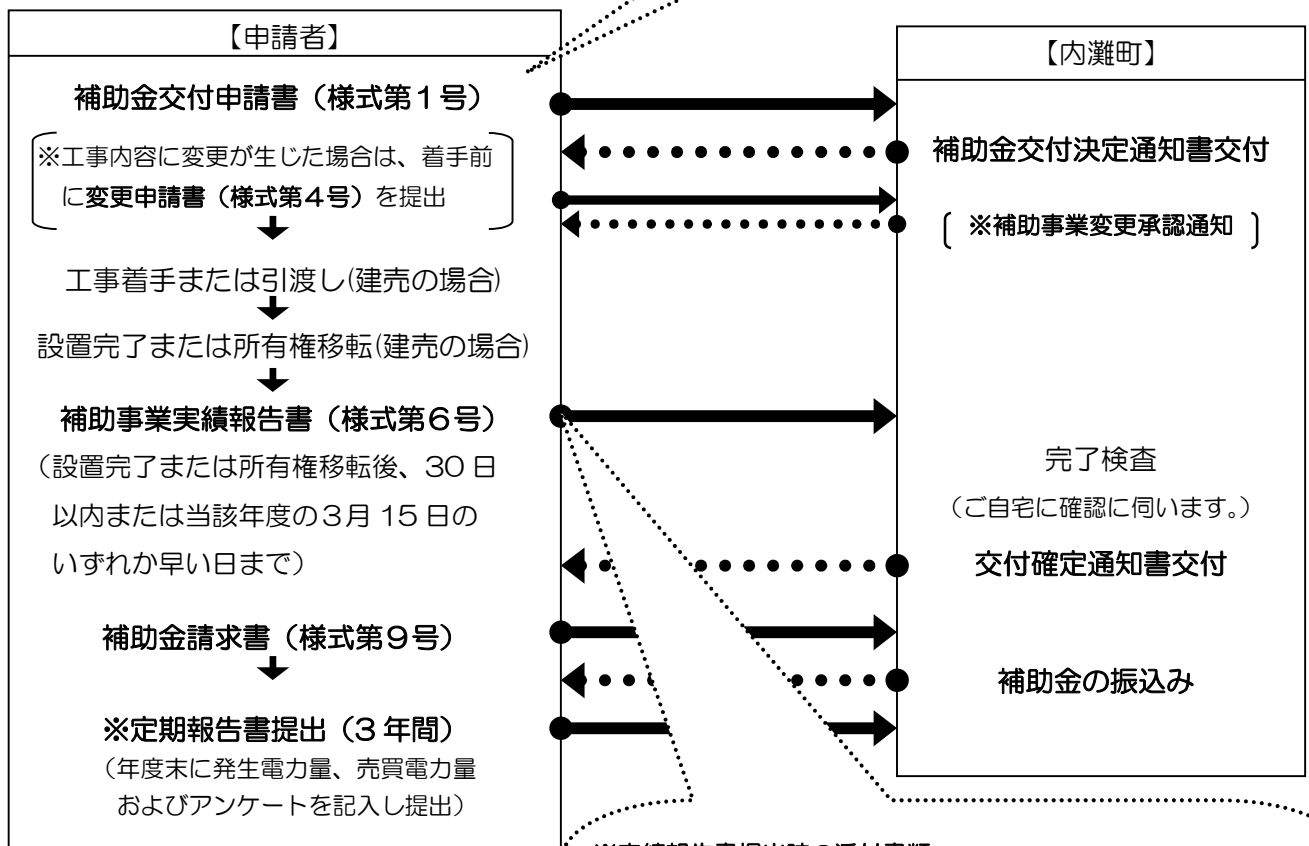 【申請者】
補助金交付申請書（様式第１号）
※工事内容に変更が生じた場合は、着手前
に変更申請書（様式第４号）を提出
工事着手または引渡し(建売の場合)
設置完了または所有権移転(建売の場合)
補助事業実績報告書（様式第６号）
（設置完了または所有権移転後、30 日
以内または当該年度の３月 15 日の
いずれか早い日まで）
補助金請求書（様式第９号）
※定期報告書提出（３年間）
（年度末に発生電力量、売買電力量
およびアンケートを記入し提出）
【内灘町】
補助金交付決定通知書交付
※補助事業変更承認通知
完了検査
（ご自宅に確認に伺います。）
交付確定通知書交付
補助金の振込み